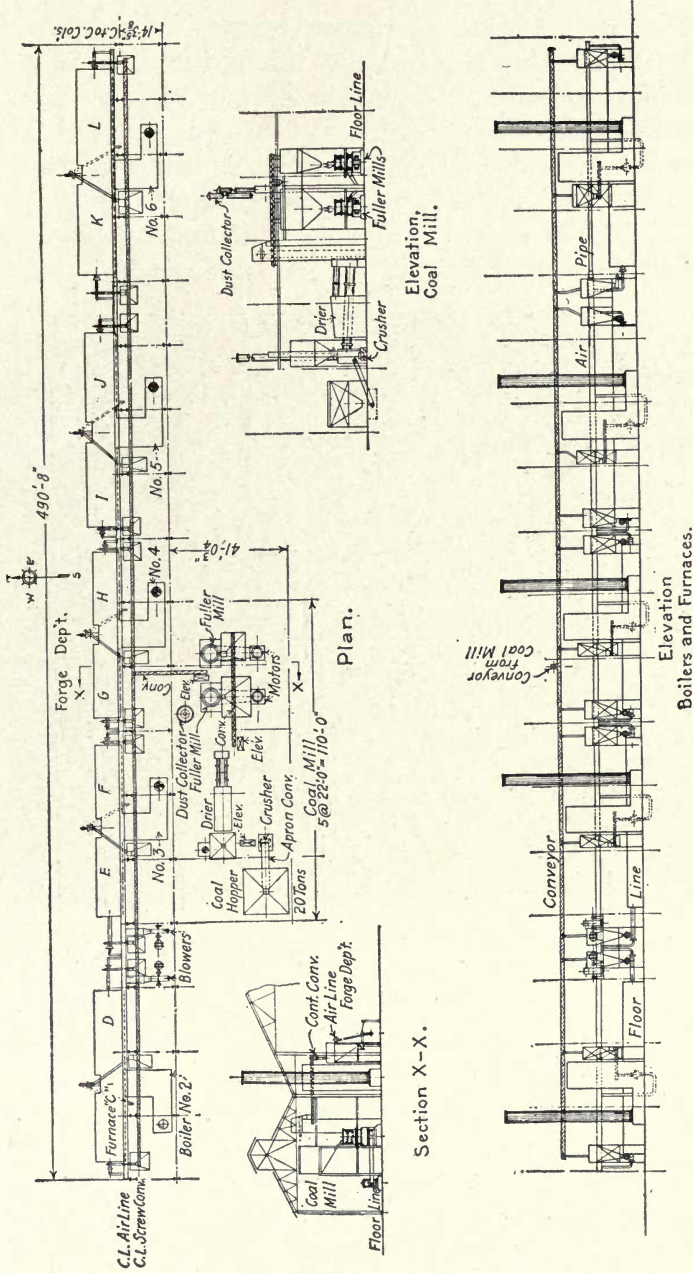 490'-8"
C.L. Air Line
C.L. Screw Conv.
Furnace "C"
D
E
F
G
H
I
J
K
L
Forge Dep't.
W
E
S
X
Boiler No. 2
Blowers
No. 3
No. 4
No. 5
No. 6
C. to C. Cols.
41'-0¾"
Conv.
Dust Collector
Elev.
Fuller Mill
Fuller Mill
Drier
Elev.
Conv.
Motors
X
Elev.
Crusher
Apron Conv.
Coal
Hopper
20 Tons
Coal Mill
5 @ 22'-0" = 110'-0"
Plan.
Cont. Conv.
Air Line
Forge Dep't.
Coal
Mill
Floor Line
Section X-X.
Dust Collector
Drier
Crusher
Floor Line
Fuller Mills
Elevation,
Coal Mill.
Conveyor
from
Coal Mill
Conveyor
Air Pipe
Floor Line
Elevation
Boilers and Furnaces.